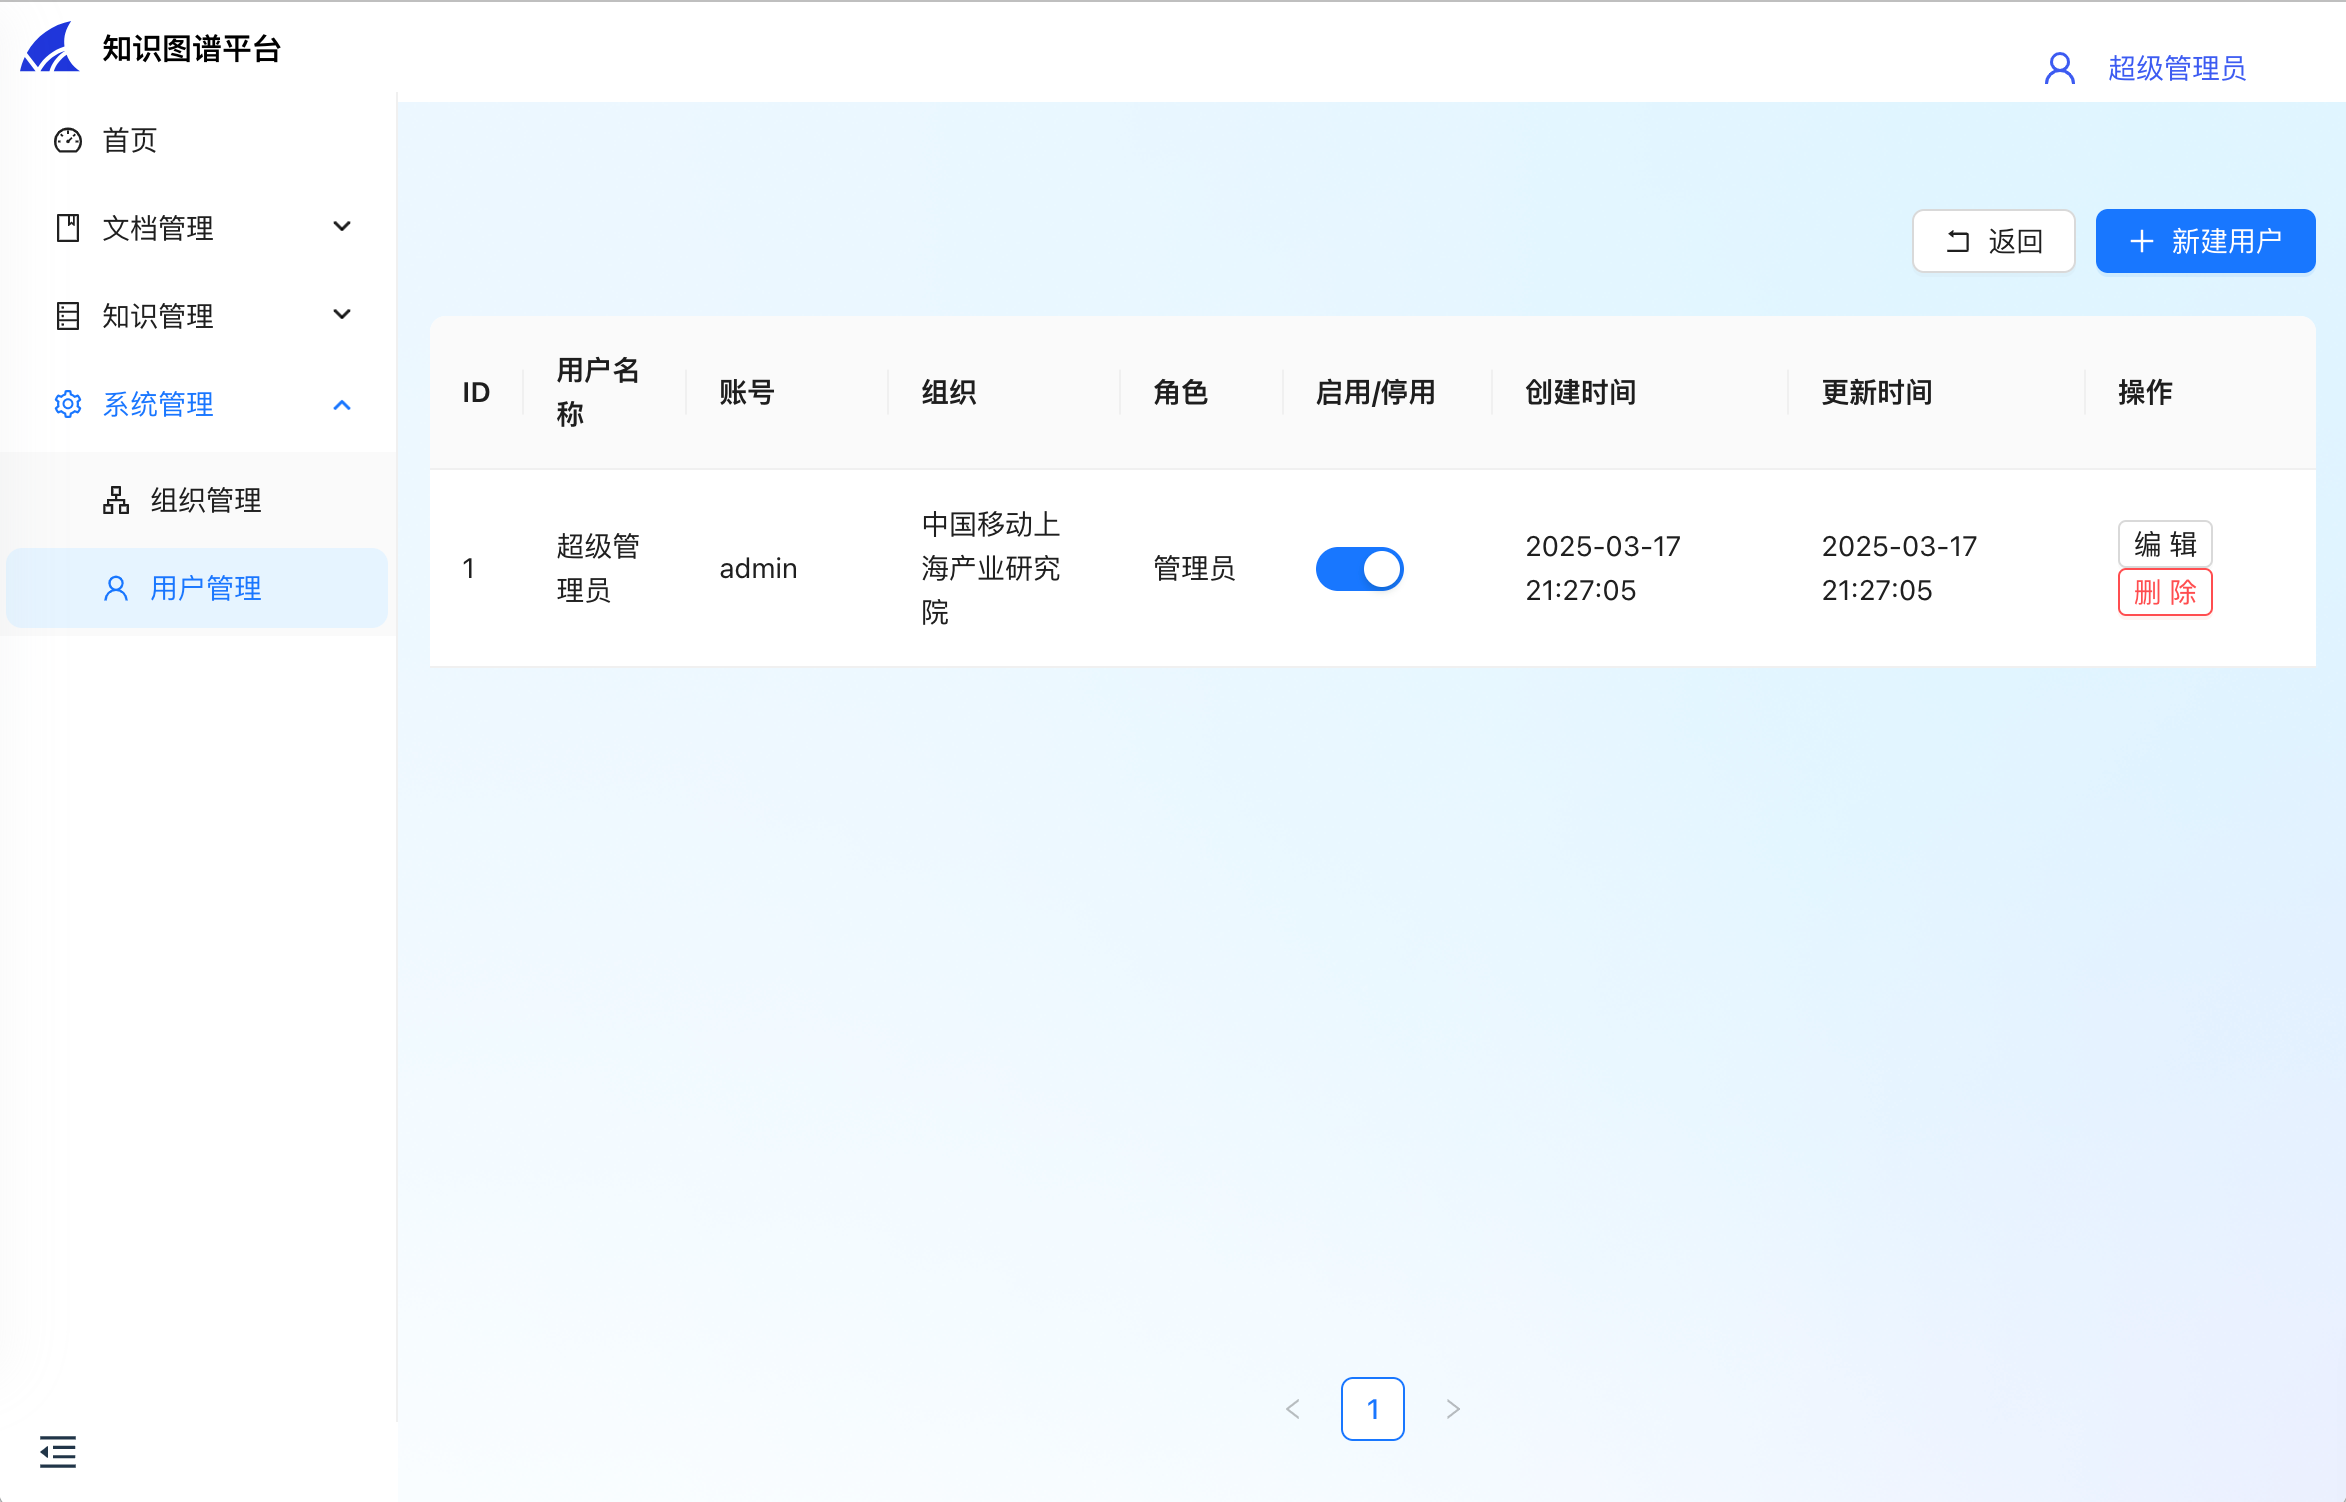 知识图谱平台
超级管理员
首页
文档管理
知识管理
系统管理
组织管理
用户管理
返回
新建用户
ID
用户名
称
账号
组织
角色
启用/停用
创建时间
更新时间
操作
1
超级管
理员
admin
中国移动上
海产业研究
院
管理员
2025-03-17
21:27:05
2025-03-17
21:27:05
编 辑
删 除
1